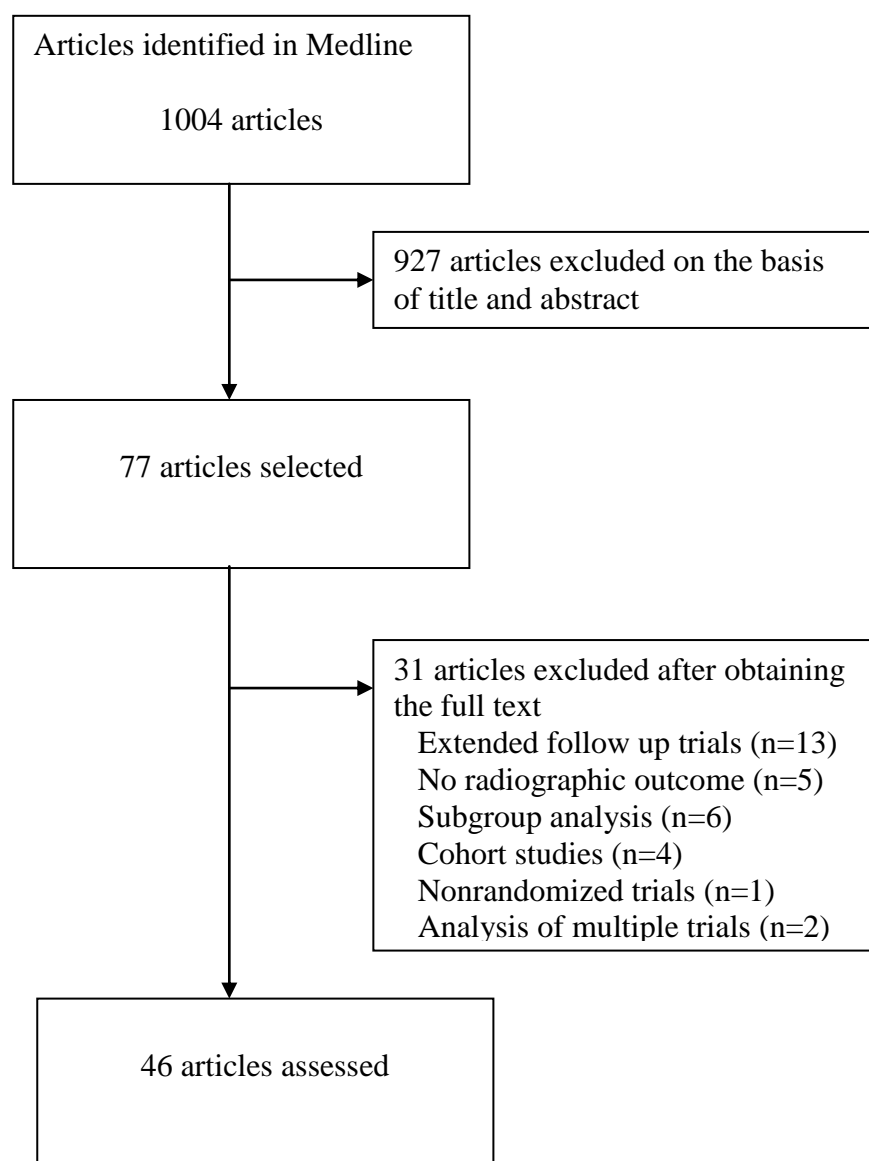 Articles identified in Medline
1004 articles
927 articles excluded on the basis
of title and abstract
77 articles selected
31 articles excluded after obtaining
the full text
Extended follow up trials (n=13)
No radiographic outcome (n=5)
Subgroup analysis (n=6)
Cohort studies (n=4)
Nonrandomized trials (n=1)
Analysis of multiple trials (n=2)
46 articles assessed